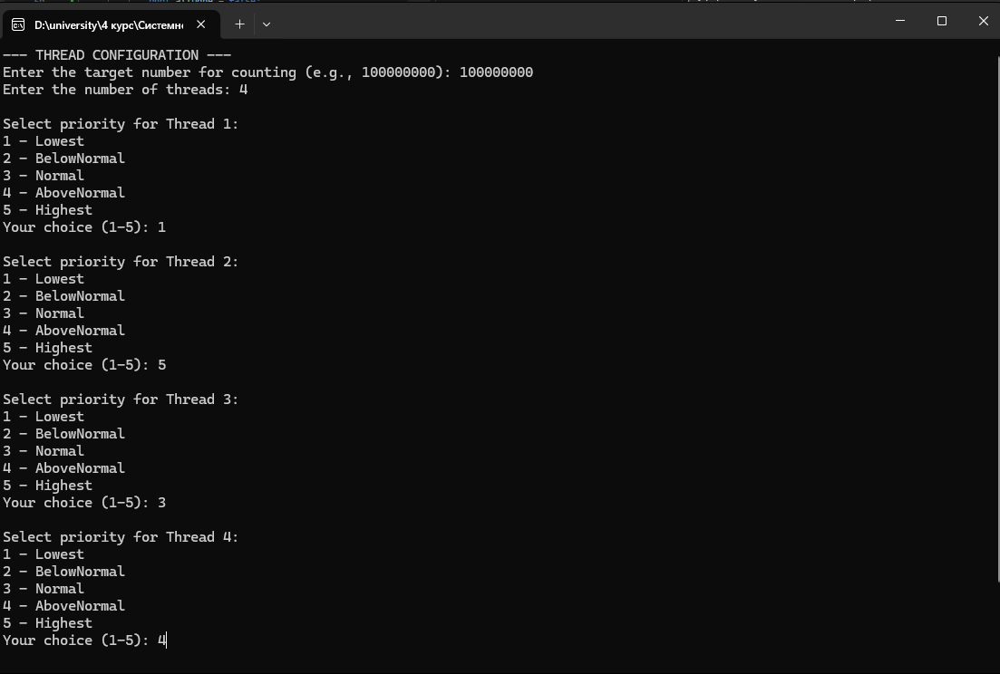 D:\university\4 курс\Системн
--- THREAD CONFIGURATION ---
Enter the target number for counting (e.g., 100000000): 100000000
Enter the number of threads: 4
Select priority for Thread 1:
1 - Lowest
2 - BelowNormal
3 - Normal
4 - AboveNormal
5 - Highest
Your choice (1-5): 1
Select priority for Thread 2:
1 - Lowest
2 - BelowNormal
3 - Normal
4 - AboveNormal
5 - Highest
Your choice (1-5): 5
Select priority for Thread 3:
1 - Lowest
2 - BelowNormal
3 - Normal
4 - AboveNormal
5 - Highest
Your choice (1-5): 3
Select priority for Thread 4:
1 - Lowest
2 - BelowNormal
3 - Normal
4 - AboveNormal
5 - Highest
Your choice (1-5): 4